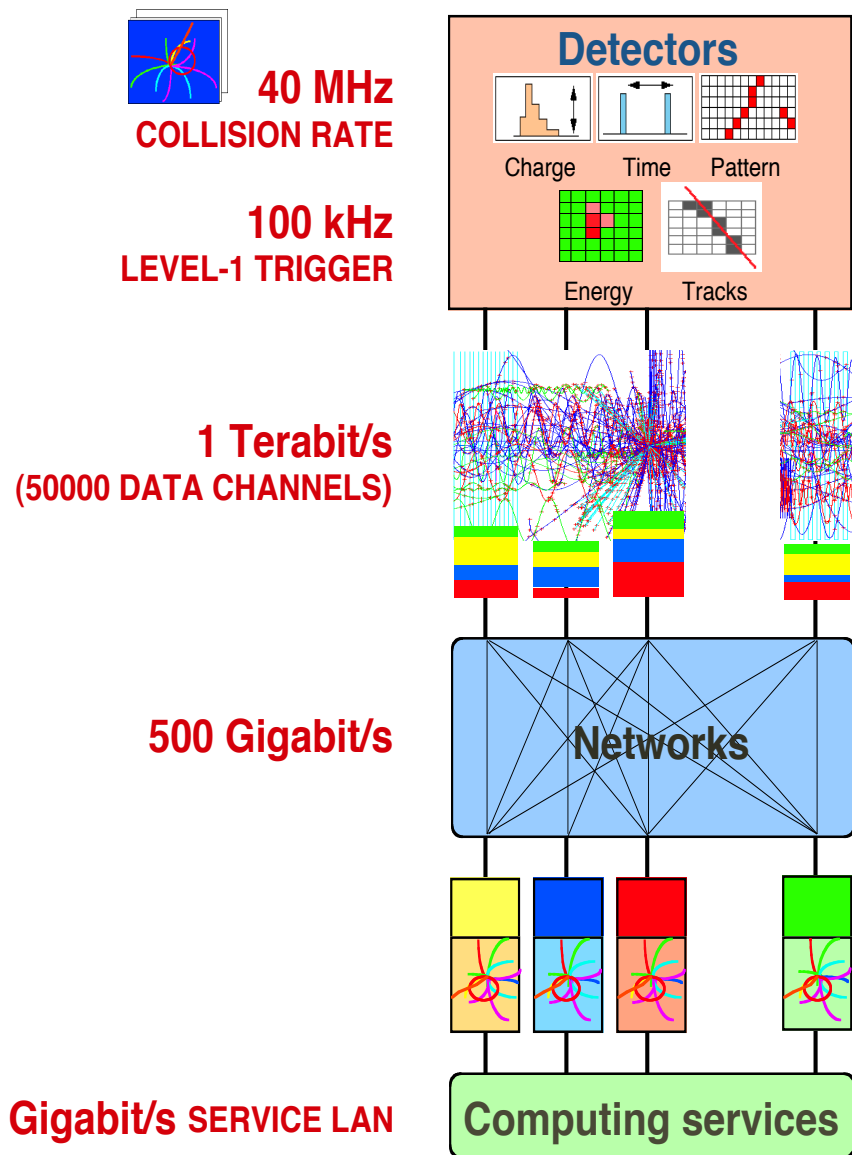 Detectors
40 MHz
COLLISION RATE
Charge Time Pattern
100 kHz
LEVEL-1 TRIGGER
Energy Tracks
1 Terabit/s
(50000 DATA CHANNELS)
500 Gigabit/s
Networks
Gigabit/s SERVICE LAN
Computing services